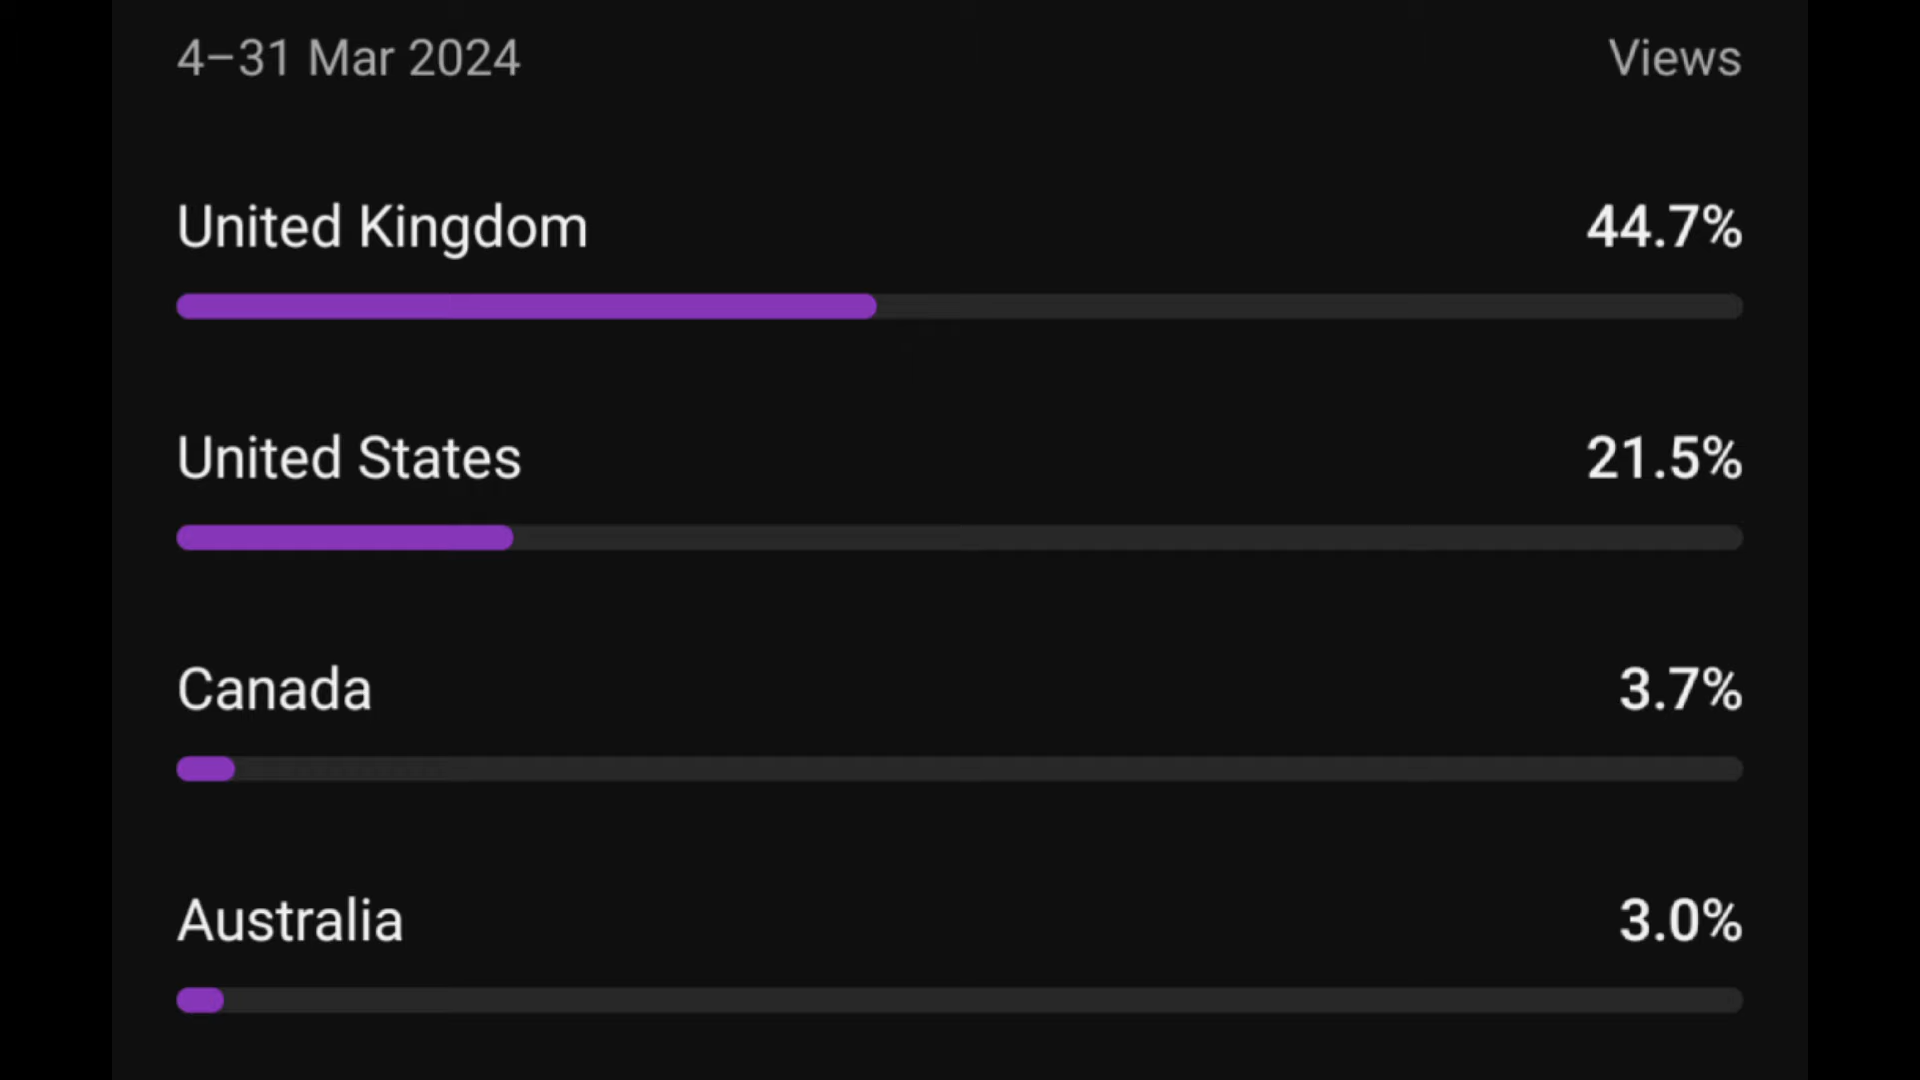 4–31 Mar 2024 Views
United Kingdom 44.7%
United States 21.5%
Canada 3.7%
Australia 3.0%